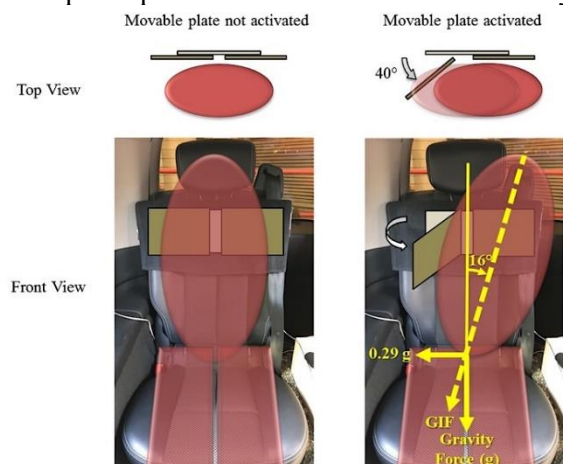 Movable plate not activated
Movable plate activated
Top View
40°
Front View
16°
0.29 g
GIF
Gravity
Force (g)